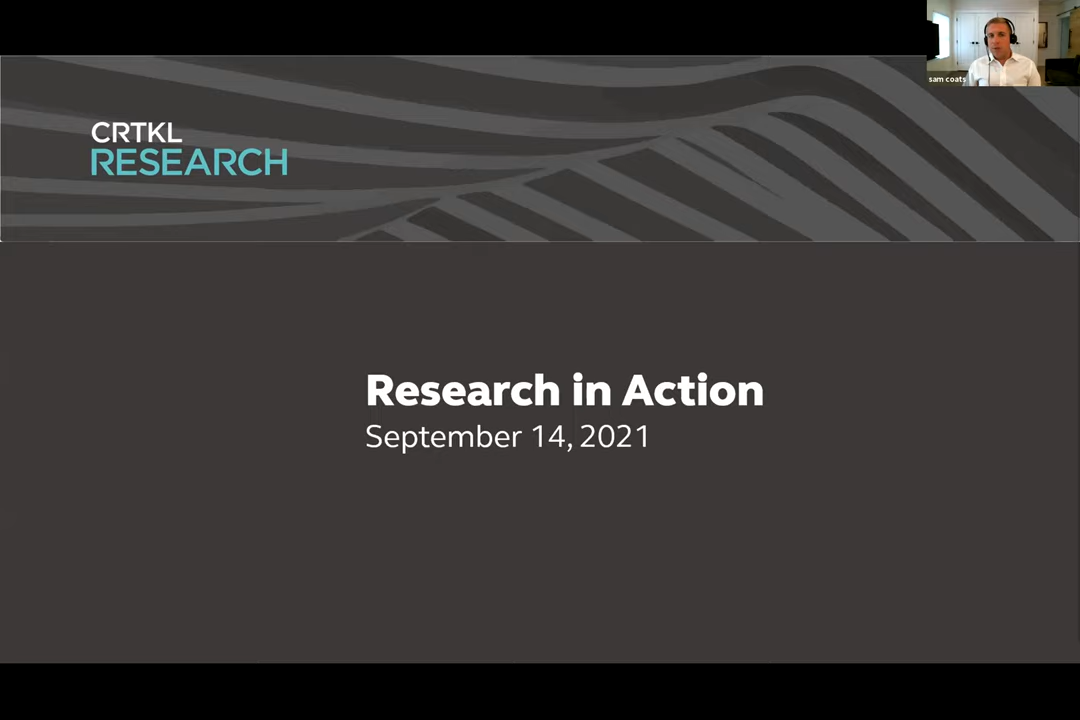 sam coats
CRTKL
RESEARCH
Research in Action
September 14, 2021